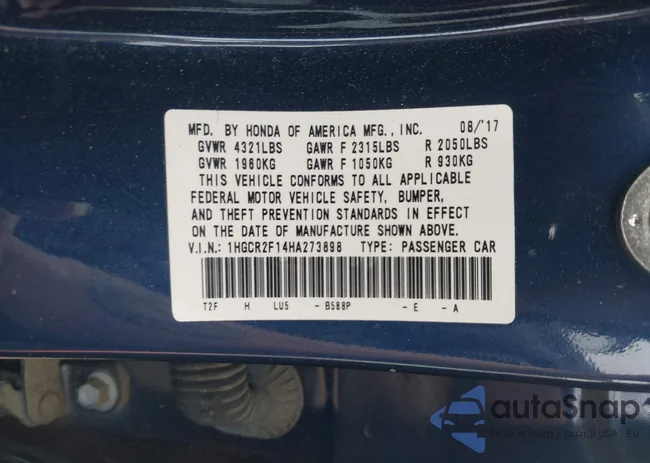 MFD. BY HONDA OF AMERICA MFG., INC. 08/'17
GVWR 4321LBS GAWR F 2315LBS R 2050LBS
GVWR 1960KG GAWR F 1050KG R 930KG
THIS VEHICLE CONFORMS TO ALL APPLICABLE
FEDERAL MOTOR VEHICLE SAFETY, BUMPER,
AND THEFT PREVENTION STANDARDS IN EFFECT
ON THE DATE OF MANUFACTURE SHOWN ABOVE.
V.I.N.: 1HGCR2F14HA273898 TYPE: PASSENGER CAR
T2F H LU5 -B588P -E -A
autaSnap